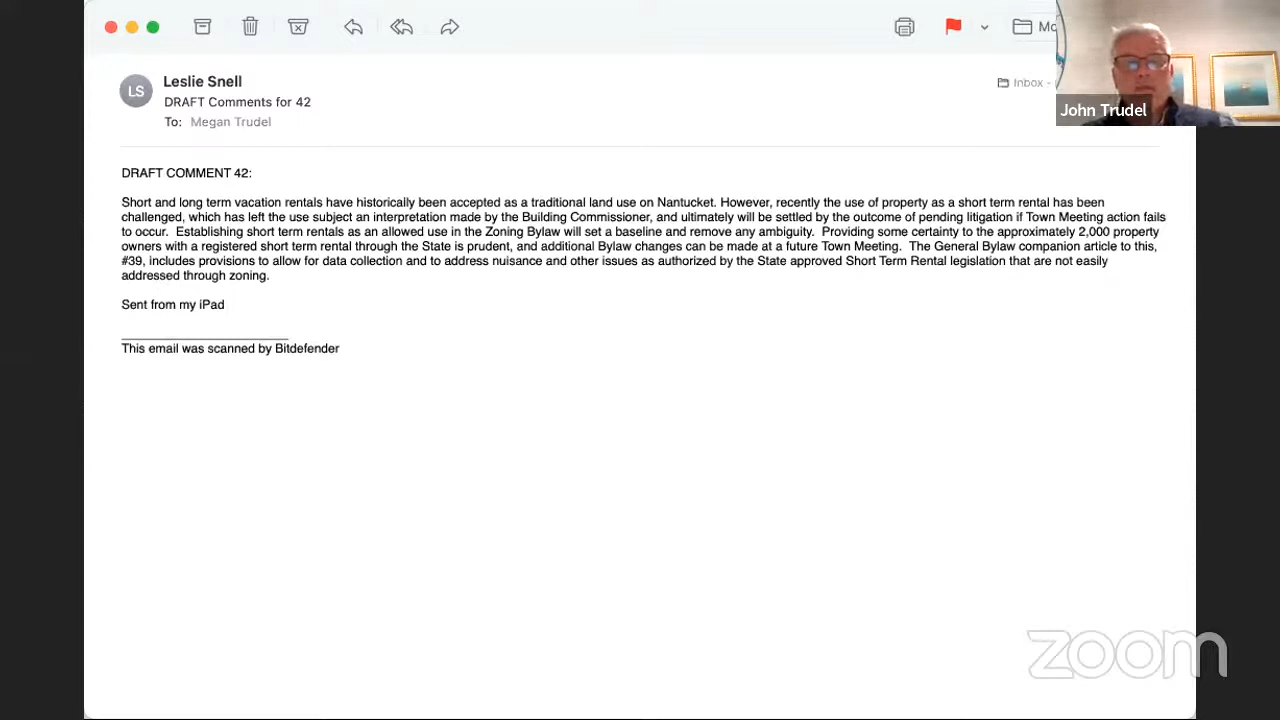 Mo
Leslie Snell
LS
Inbox -
DRAFT Comments for 42
John Trudel
To: Megan Trudel
DRAFT COMMENT 42:
Short and long term vacation rentals have historically been accepted as a traditional land use on Nantucket. However, recently the use of property as a short term rental has been
challenged, which has left the use subject an interpretation made by the Building Commissioner, and ultimately will be settled by the outcome of pending litigation if Town Meeting action fails
to occur. Establishing short term rentals as an allowed use in the Zoning Bylaw will set a baseline and remove any ambiguity. Providing some certainty to the approximately 2,000 property
owners with a registered short term rental through the State is prudent, and additional Bylaw changes can be made at a future Town Meeting. The General Bylaw companion article to this,
#39, includes provisions to allow for data collection and to address nuisance and other issues as authorized by the State approved Short Term Rental legislation that are not easily
addressed through zoning.
Sent from my iPad
This email was scanned by Bitdefender
zoom